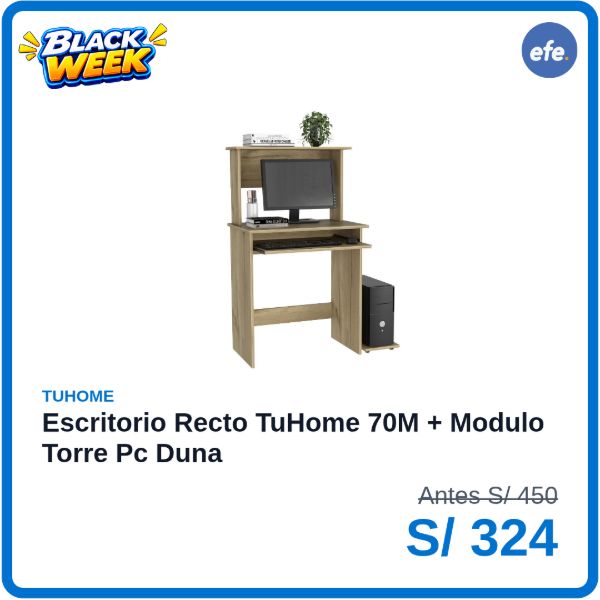 BLACK
WEEK
efe.
TUHOME
Escritorio Recto TuHome 70M + Modulo
Torre Pc Duna
Antes S/ 450
S/ 324